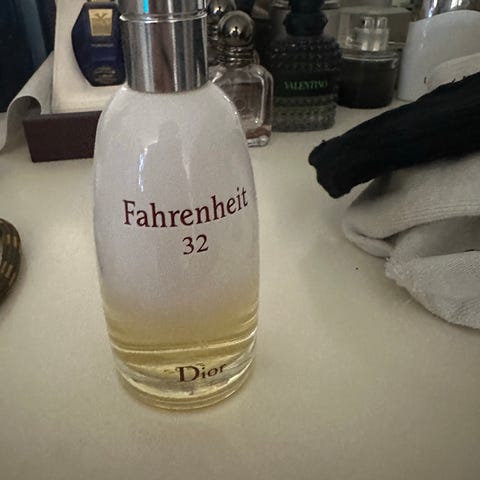 VALENTINO
Fahrenheit
32
Dior